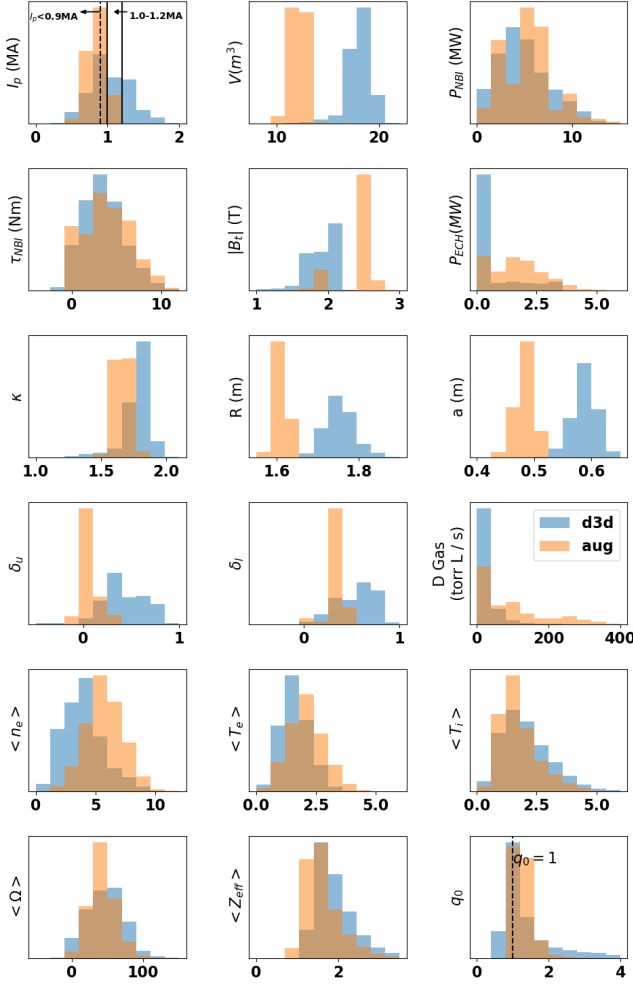 I_p<0.9MA
1.0-1.2MA
I_p (MA)
0 1 2
V(m³)
10 20
P_NBI (MW)
0 10
τ_NBI (Nm)
0 10
|B_t| (T)
1 2 3
P_ECH(MW)
0.0 2.5 5.0
κ
1.0 1.5 2.0
R (m)
1.6 1.8
a (m)
0.4 0.5 0.6
δ_u
0 1
δ_l
0 1
D Gas
(torr L / s)
d3d
aug
0 200 400
<n_e>
0 5 10
<T_e>
0.0 2.5 5.0
<T_i>
0.0 2.5 5.0
<Ω>
0 100
<Z_eff>
0 2
q_0
q_0 = 1
0 2 4